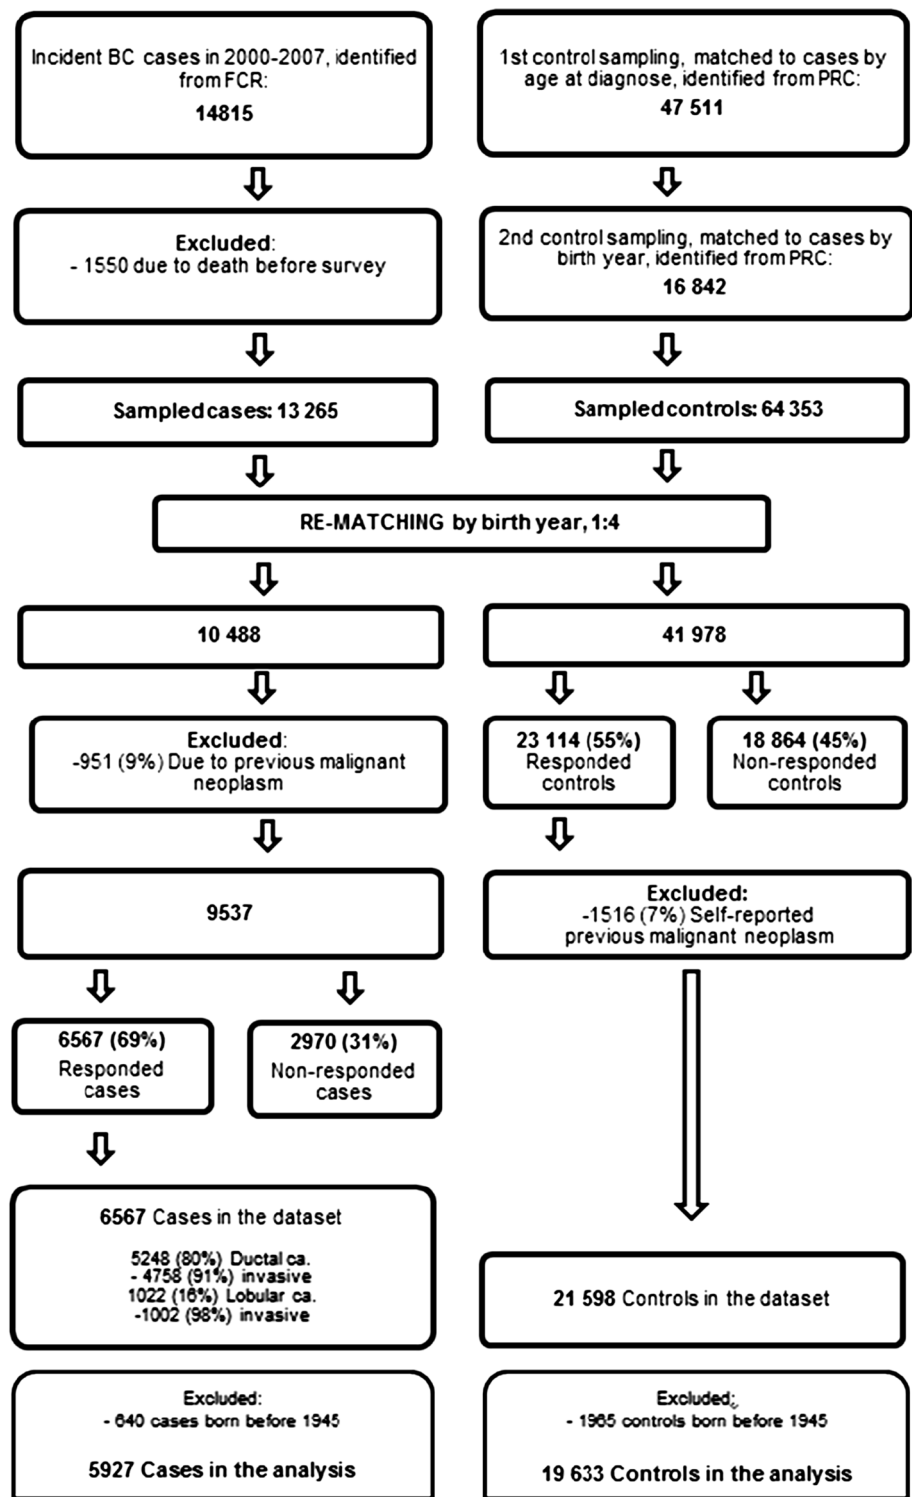 Incident BC cases in 2000-2007, identified
from FCR:
14815
1st control sampling, matched to cases by
age at diagnose, identified from PRC:
47 511
Excluded:
- 1550 due to death before survey
2nd control sampling, matched to cases by
birth year, identified from PRC:
16 842
Sampled cases: 13 265
Sampled controls: 64 353
RE-MATCHING by birth year, 1:4
10 488
41 978
Excluded:
-951 (9%) Due to previous malignant
neoplasm
23 114 (55%)
Responded
controls
18 864 (45%)
Non-responded
controls
9537
Excluded:
-1516 (7%) Self-reported
previous malignant neoplasm
6567 (69%)
Responded
cases
2970 (31%)
Non-responded
cases
6567 Cases in the dataset
5248 (80%) Ductal ca.
- 4758 (91%) invasive
1022 (16%) Lobular ca.
-1002 (98%) invasive
21 598 Controls in the dataset
Excluded:
- 640 cases born before 1945
5927 Cases in the analysis
Excluded;
- 1965 controls born before 1945
19 633 Controls in the analysis